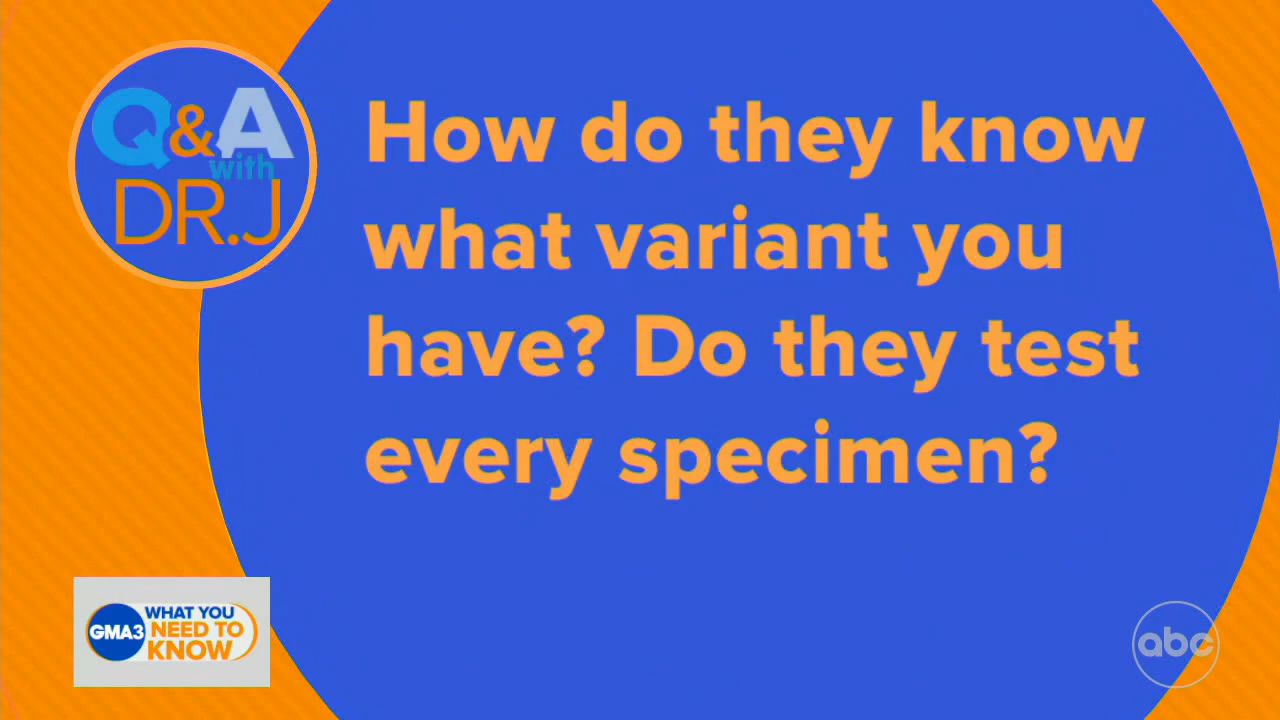 Q&A
with
DR.J
How do they know
what variant you
have? Do they test
every specimen?
GMA3
WHAT YOU
NEED TO
KNOW
abc